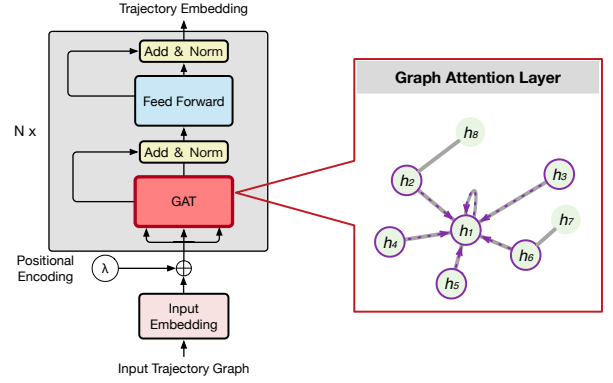 Trajectory Embedding
Add & Norm
Feed Forward
N x
Add & Norm
GAT
Positional
Encoding
λ
Input
Embedding
Input Trajectory Graph
Graph Attention Layer
h8
h2
h3
h1
h7
h4
h6
h5